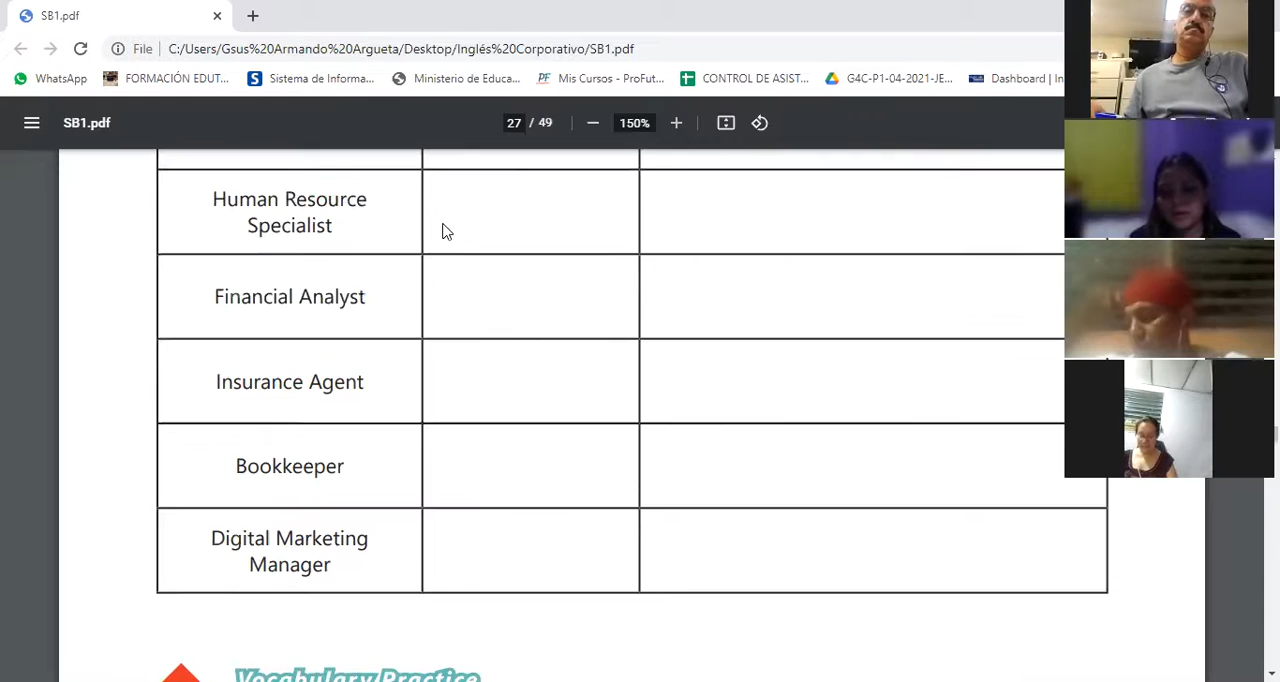 SB1.pdf
File C:/Users/Gsus%20Armando%20Argueta/Desktop/Inglés%20Corporativo/SB1.pdf
WhatsApp FORMACIÓN EDUT... Sistema de Informa... Ministerio de Educa... Mis Cursos - ProFut... CONTROL DE ASIST... G4C-P1-04-2021-JE... Dashboard | In
SB1.pdf 27 / 49 150%
Human Resource
Specialist
Financial Analyst
Insurance Agent
Bookkeeper
Digital Marketing
Manager
Vocabulary Practice